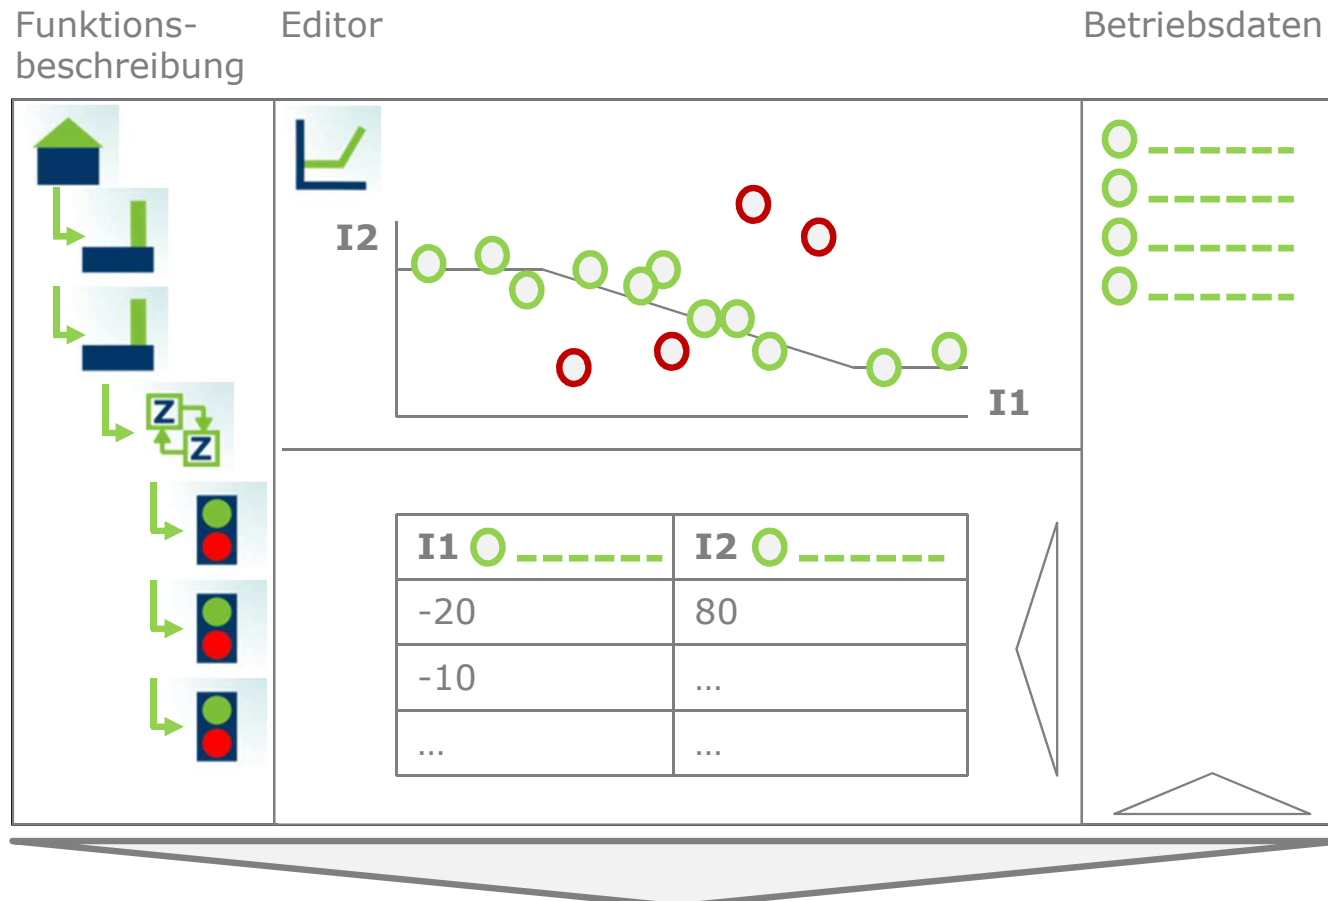 Funktions-
beschreibung
Editor
Betriebsdaten
I2
I1
Z
Z
I1 I2
-20 80
-10 ...
... ...